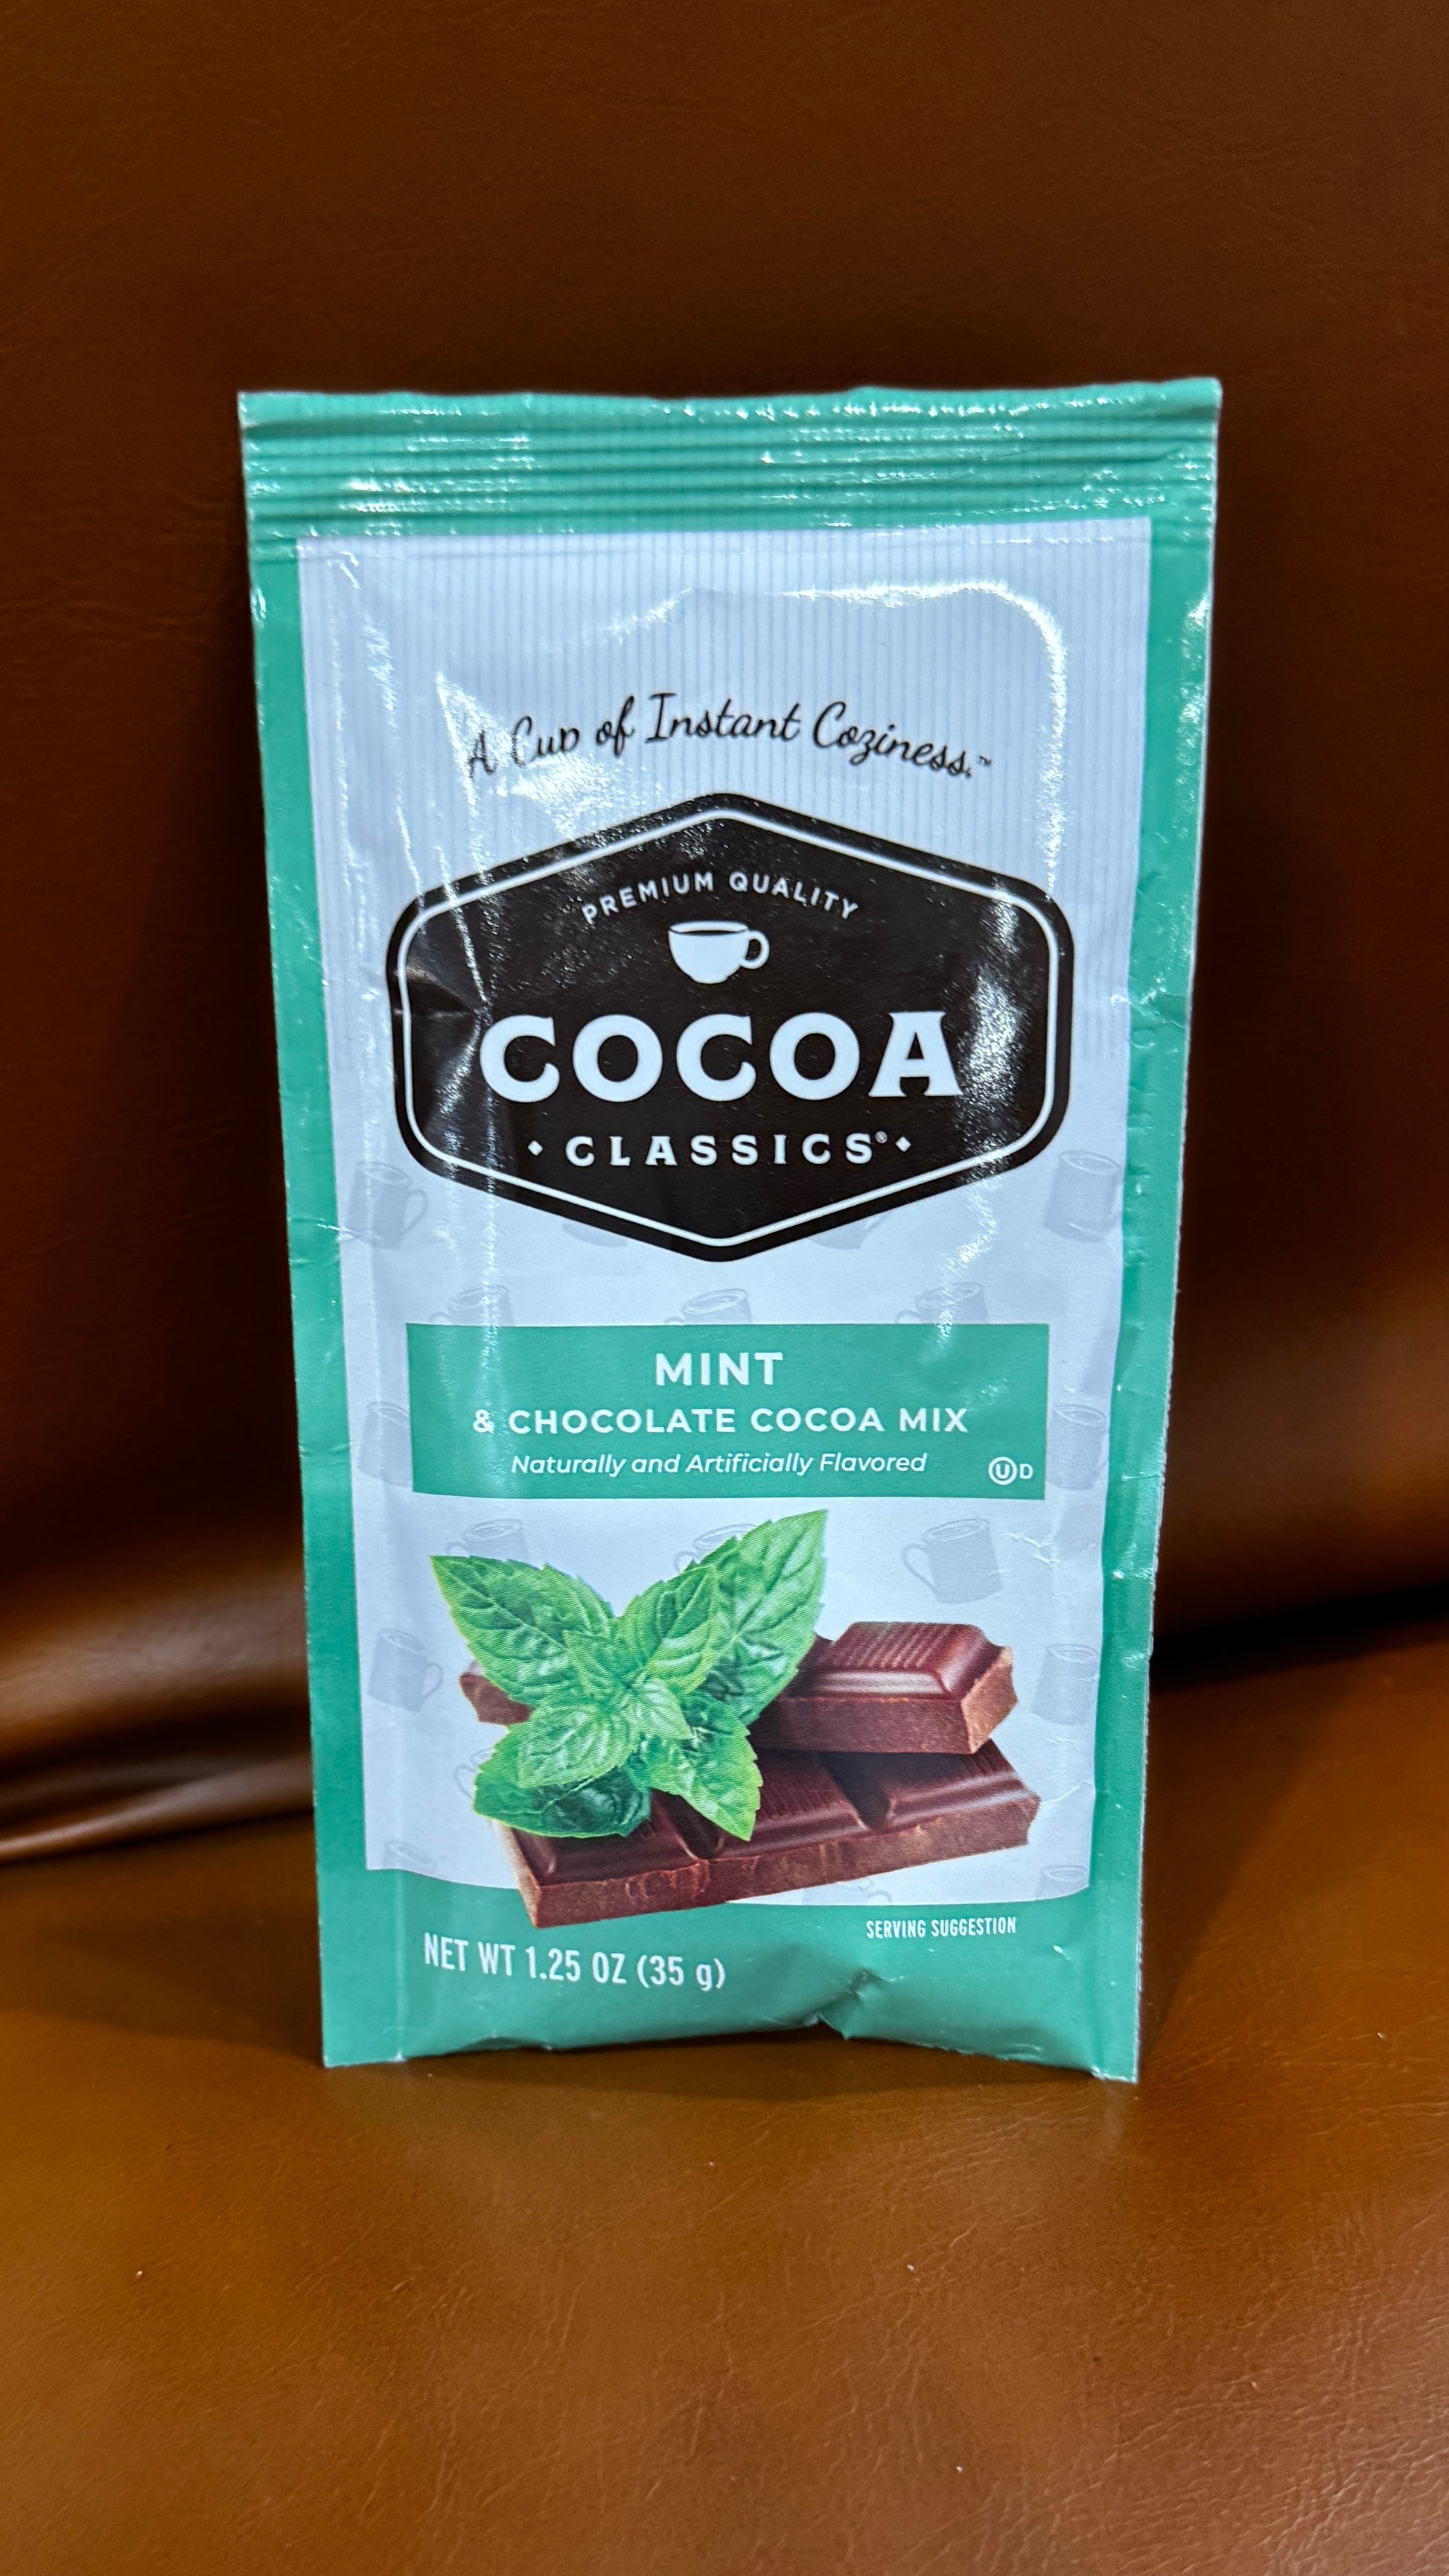 A Cup of Instant Coziness.™
PREMIUM QUALITY
COCOA
CLASSICS®
MINT
& CHOCOLATE COCOA MIX
Naturally and Artificially Flavored
U D
SERVING SUGGESTION
NET WT 1.25 OZ (35 g)